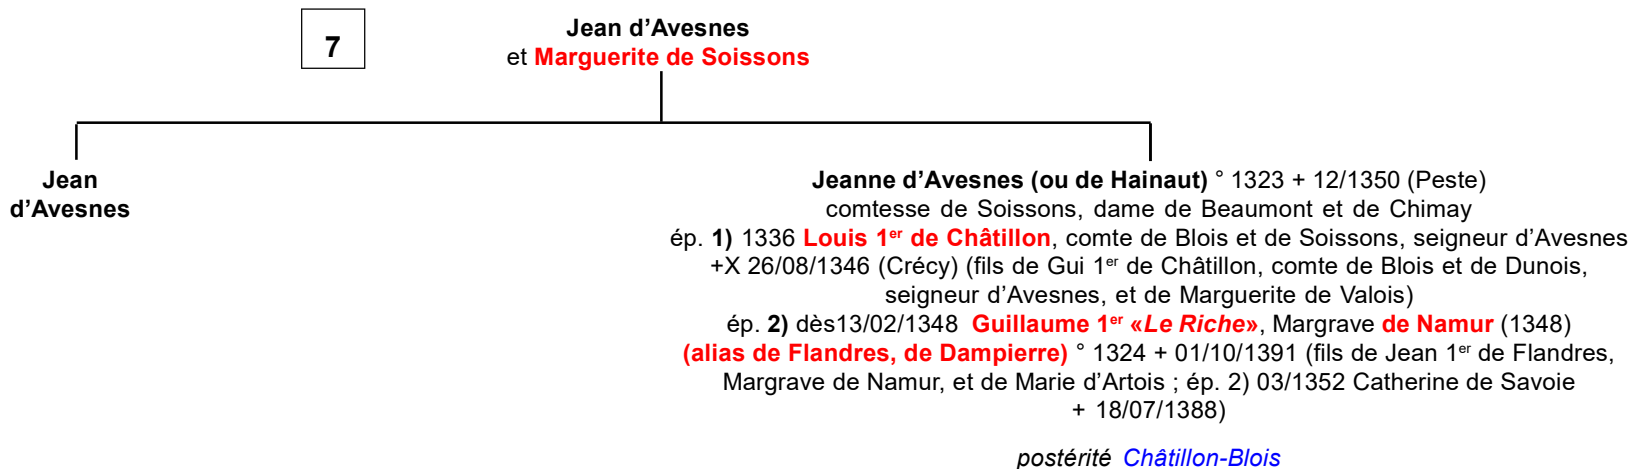 7
Jean d’Avesnes
et Marguerite de Soissons
Jean
d’Avesnes
Jeanne d’Avesnes (ou de Hainaut) ° 1323 + 12/1350 (Peste)
comtesse de Soissons, dame de Beaumont et de Chimay
ép. 1) 1336 Louis 1er de Châtillon, comte de Blois et de Soissons, seigneur d’Avesnes
+X 26/08/1346 (Crécy) (fils de Gui 1er de Châtillon, comte de Blois et de Dunois,
seigneur d’Avesnes, et de Marguerite de Valois)
ép. 2) dès13/02/1348 Guillaume 1er «Le Riche», Margrave de Namur (1348)
(alias de Flandres, de Dampierre) ° 1324 + 01/10/1391 (fils de Jean 1er de Flandres,
Margrave de Namur, et de Marie d’Artois ; ép. 2) 03/1352 Catherine de Savoie
+ 18/07/1388)
postérité Châtillon-Blois